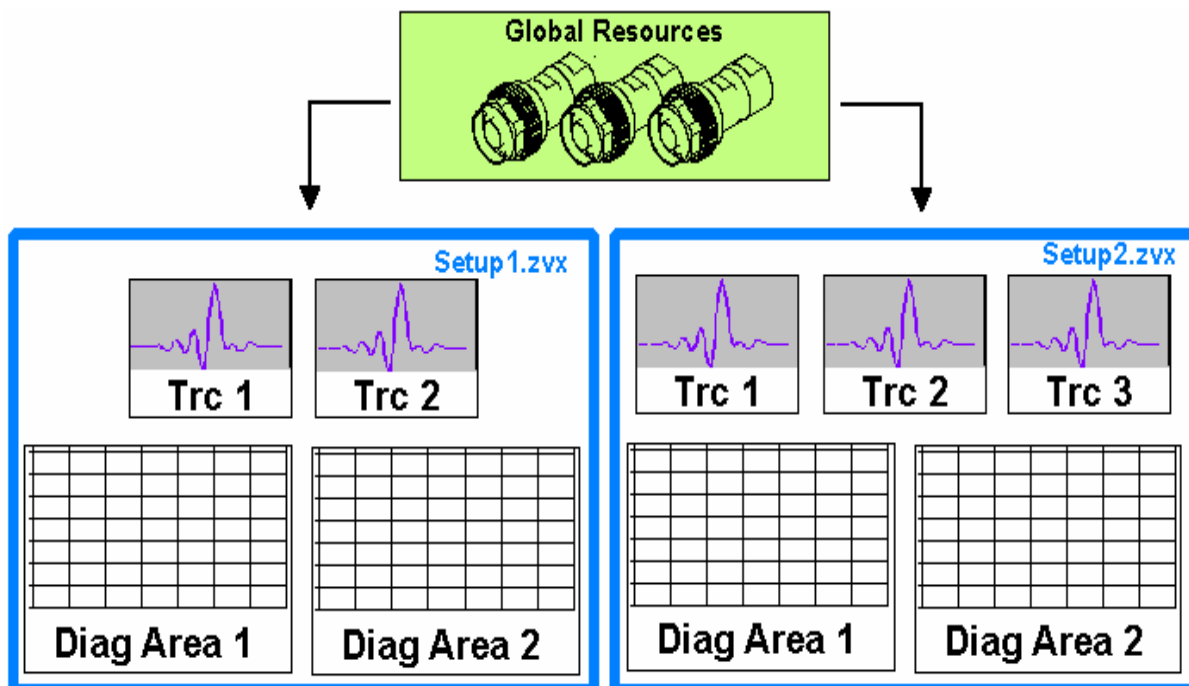 Global Resources
Setup1.zvx
Trc 1
Trc 2
Diag Area 1
Diag Area 2
Setup2.zvx
Trc 1
Trc 2
Trc 3
Diag Area 1
Diag Area 2